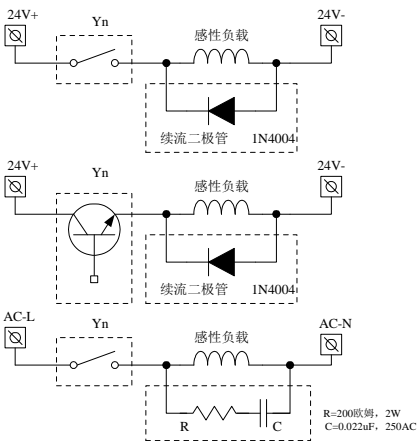 24V+ Yn 感性负载 24V-
续流二极管 1N4004
24V+ Yn 感性负载 24V-
续流二极管 1N4004
AC-L Yn 感性负载 AC-N
R C
R=200欧姆，2W
C=0.022uF，250AC